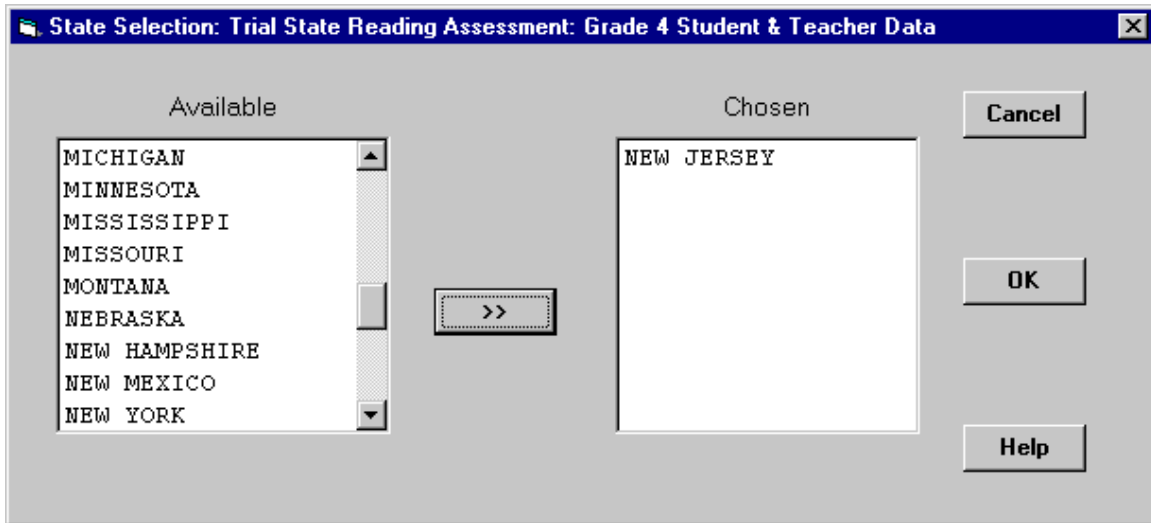 State Selection: Trial State Reading Assessment: Grade 4 Student & Teacher Data
Available
MICHIGAN
MINNESOTA
MISSISSIPPI
MISSOURI
MONTANA
NEBRASKA
NEW HAMPSHIRE
NEW MEXICO
NEW YORK
>>
Chosen
NEW JERSEY
Cancel
OK
Help